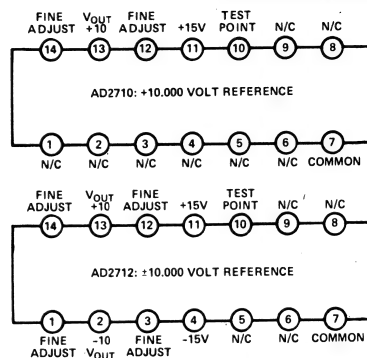 FINE ADJUST VOUT +10 FINE ADJUST +15V TEST POINT N/C N/C
14 13 12 11 10 9 8
AD2710: +10.000 VOLT REFERENCE
1 2 3 4 5 6 7
N/C N/C N/C N/C N/C N/C COMMON
FINE ADJUST VOUT +10 FINE ADJUST +15V TEST POINT N/C N/C
14 13 12 11 10 9 8
AD2712: ±10.000 VOLT REFERENCE
1 2 3 4 5 6 7
FINE ADJUST -10 VOUT FINE ADJUST -15V N/C N/C COMMON